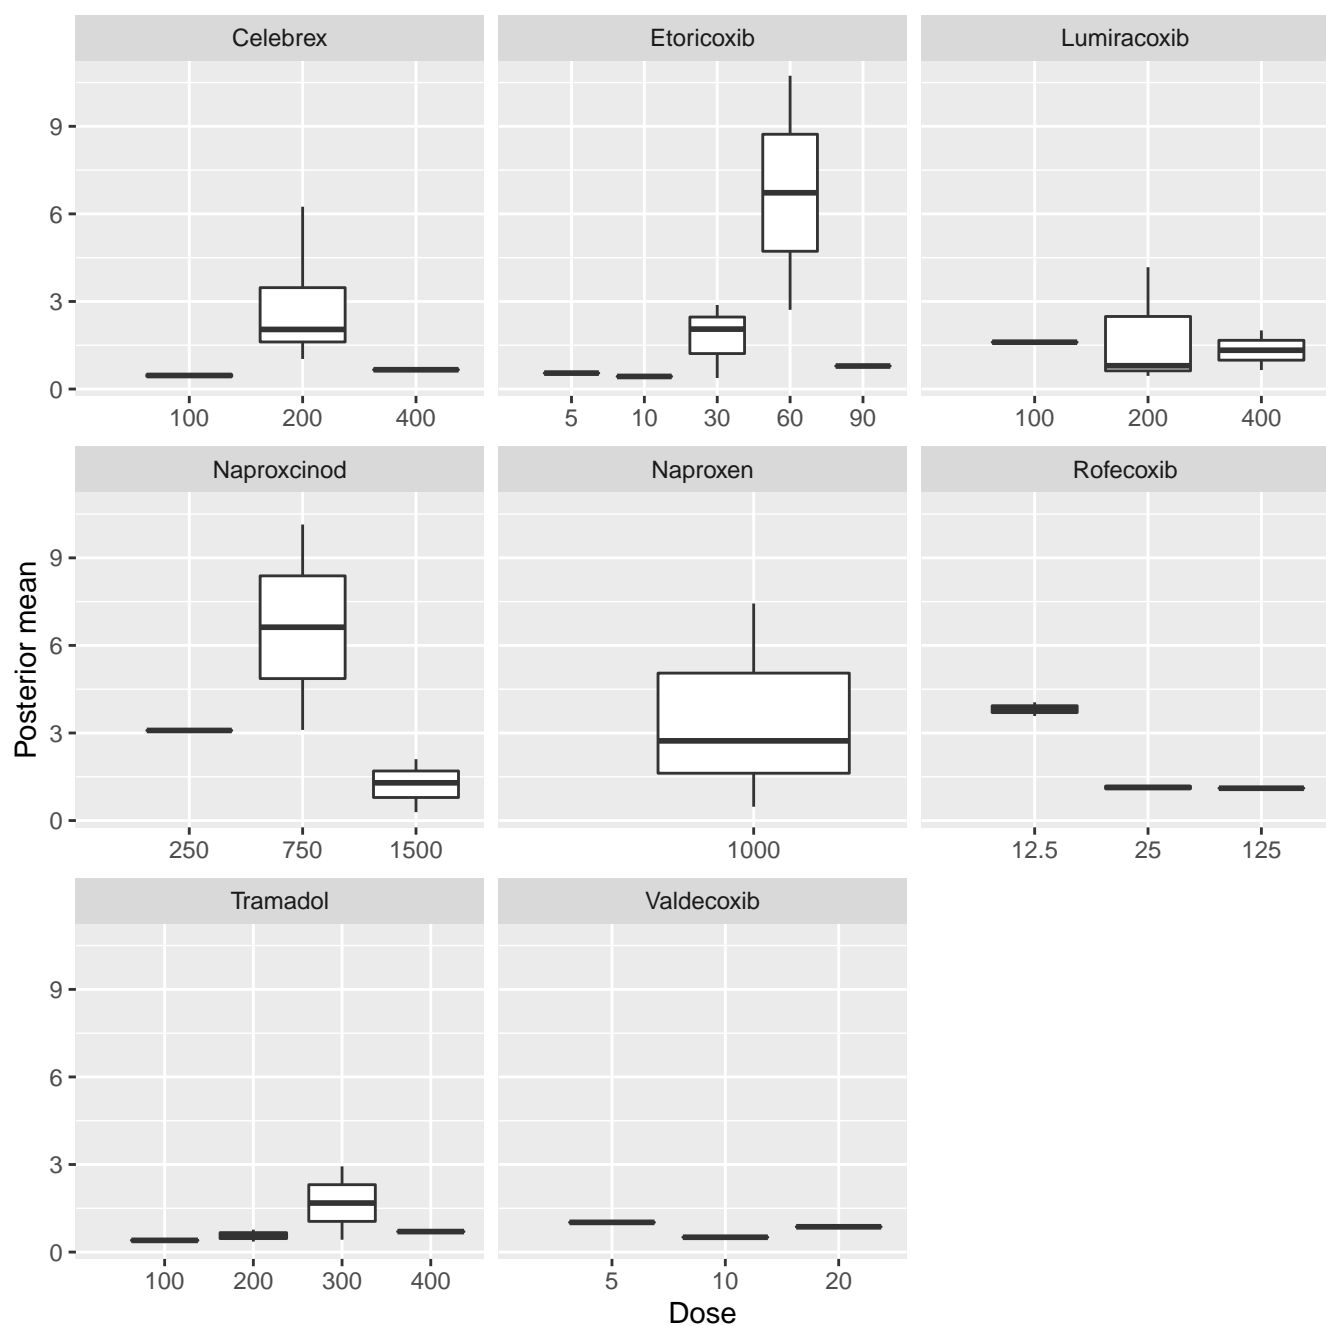 Celebrex Etoricoxib Lumiracoxib
9
6
3
0
100 200 400 5 10 30 60 90 100 200 400
Naproxcinod Naproxen Rofecoxib
9
6
3
0
250 750 1500 1000 12.5 25 125
Posterior mean
Tramadol Valdecoxib
9
6
3
0
100 200 300 400 5 10 20
Dose